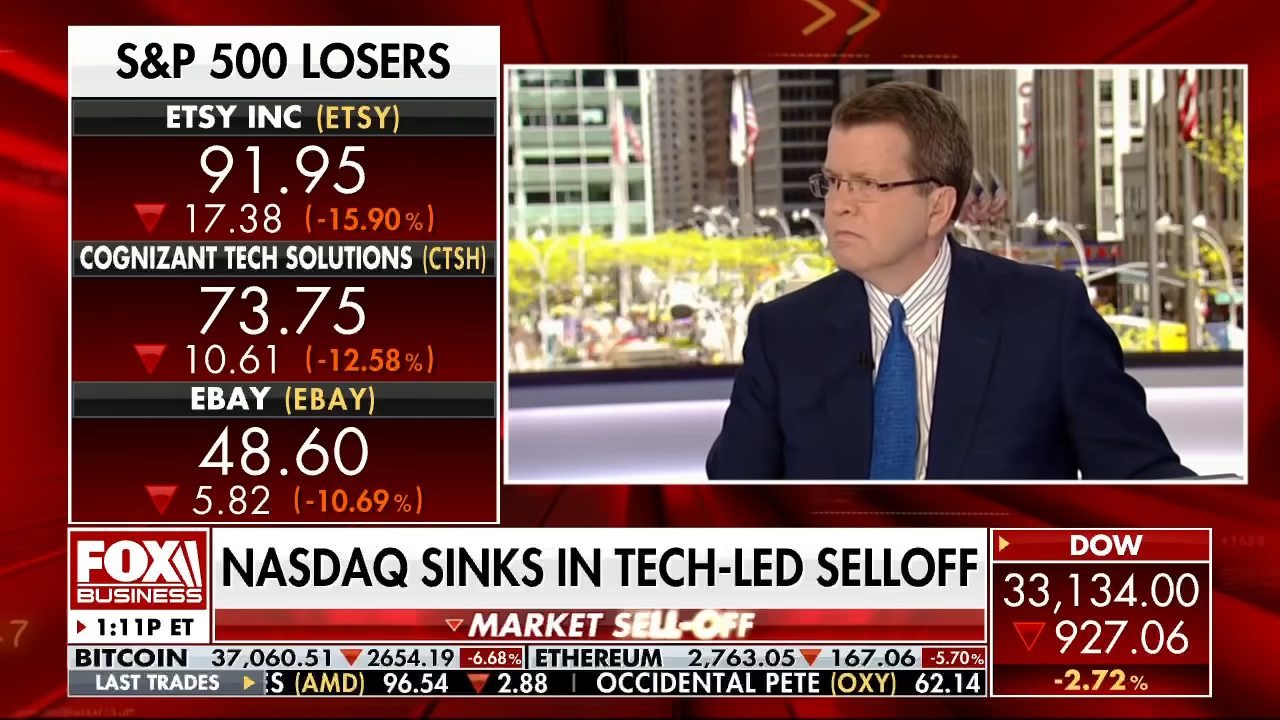 S&P 500 LOSERS
ETSY INC (ETSY)
91.95
17.38 (-15.90%)
COGNIZANT TECH SOLUTIONS (CTSH)
73.75
10.61 (-12.58%)
EBAY (EBAY)
48.60
5.82 (-10.69%)
FOX
BUSINESS
1:11P ET
NASDAQ SINKS IN TECH-LED SELLOFF
MARKET SELL-OFF
BITCOIN 37,060.51 2654.19 -6.68% ETHEREUM 2,763.05 167.06 -5.70%
LAST TRADES S (AMD) 96.54 2.88 | OCCIDENTAL PETE (OXY) 62.14
DOW
33,134.00
927.06
-2.72%